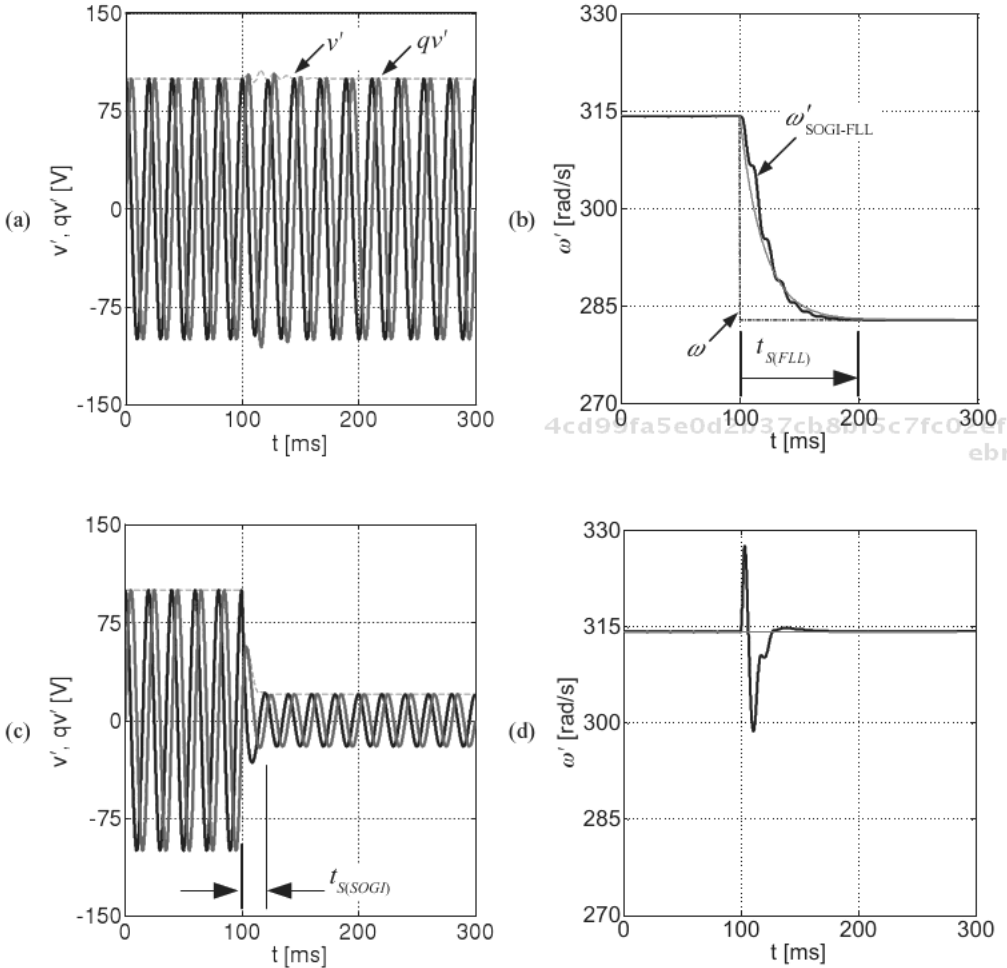 (a)
v', qv' [V]
150
75
0
-75
-150
v'
qv'
0 100 200 300
t [ms]
(b)
ω' [rad/s]
330
315
300
285
270
ω'SOGI-FLL
ω
tS(FLL)
0 100 200 300
t [ms]
4cd99fa5e0d2b37cb8bf5c7fc02ef
ebr
(c)
v', qv' [V]
150
75
0
-75
-150
tS(SOGI)
0 100 200 300
t [ms]
(d)
ω' [rad/s]
330
315
300
285
270
0 100 200 300
t [ms]